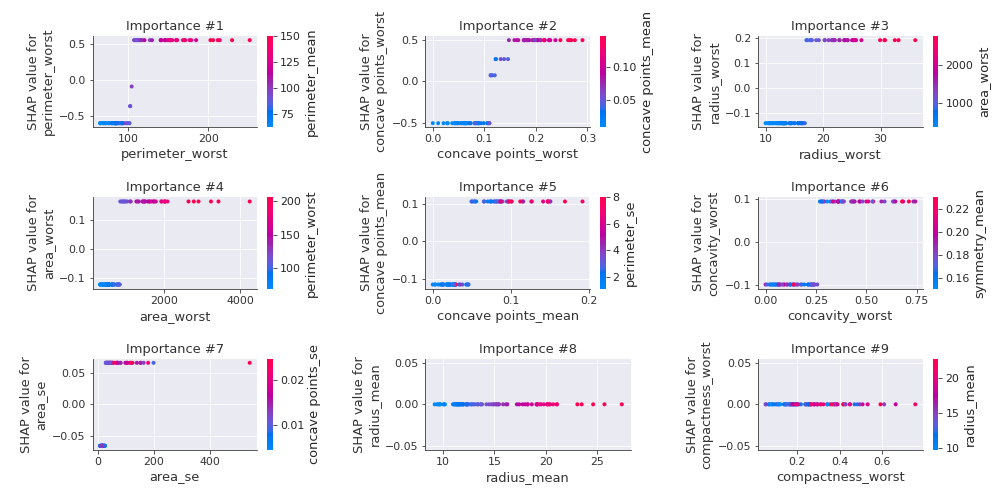 Importance #1
SHAP value for
perimeter_worst
0.5
0.0
−0.5
100
200
perimeter_worst
150
125
100
75
perimeter_mean
Importance #2
SHAP value for
concave points_worst
0.5
0.0
−0.5
0.0
0.1
0.2
0.3
concave points_worst
0.10
0.05
concave points_mean
Importance #3
SHAP value for
radius_worst
0.2
0.1
0.0
−0.1
10
20
30
radius_worst
2000
1000
area_worst
Importance #4
SHAP value for
area_worst
0.1
0.0
−0.1
2000
4000
area_worst
200
150
100
perimeter_worst
Importance #5
SHAP value for
concave points_mean
0.1
0.0
−0.1
0.0
0.1
0.2
concave points_mean
8
6
4
2
perimeter_se
Importance #6
SHAP value for
concavity_worst
0.1
0.0
−0.1
0.00
0.25
0.50
0.75
concavity_worst
0.22
0.20
0.18
0.16
symmetry_mean
Importance #7
SHAP value for
area_se
0.05
0.00
−0.05
0
200
400
area_se
0.02
0.01
concave points_se
Importance #8
SHAP value for
radius_mean
0.05
0.00
−0.05
10
15
20
25
radius_mean
Importance #9
SHAP value for
compactness_worst
0.05
0.00
−0.05
0.2
0.4
0.6
compactness_worst
20
15
10
radius_mean